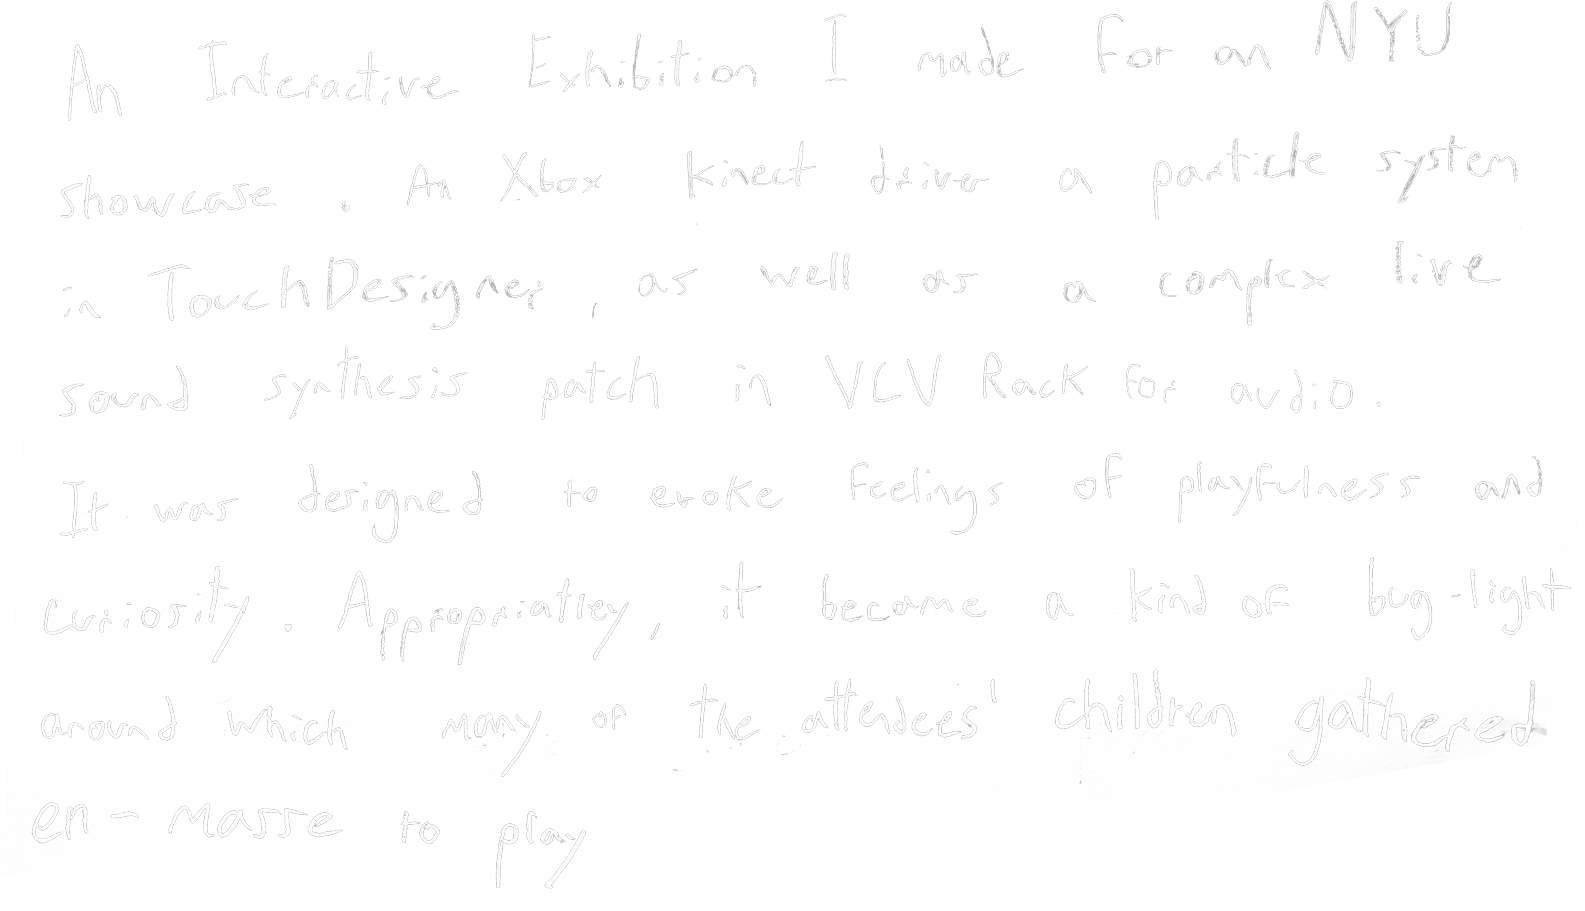 An Interactive Exhibition I made for an NYU
showcase. An Xbox Kinect driver a particle system
in TouchDesigner, as well as a complex live
sound synthesis patch in VCV Rack for audio.
It was designed to evoke feelings of playfulness and
curiosity. Appropriatley, it became a kind of bug-light
around which many of the attendees' children gathered
en-masse to play